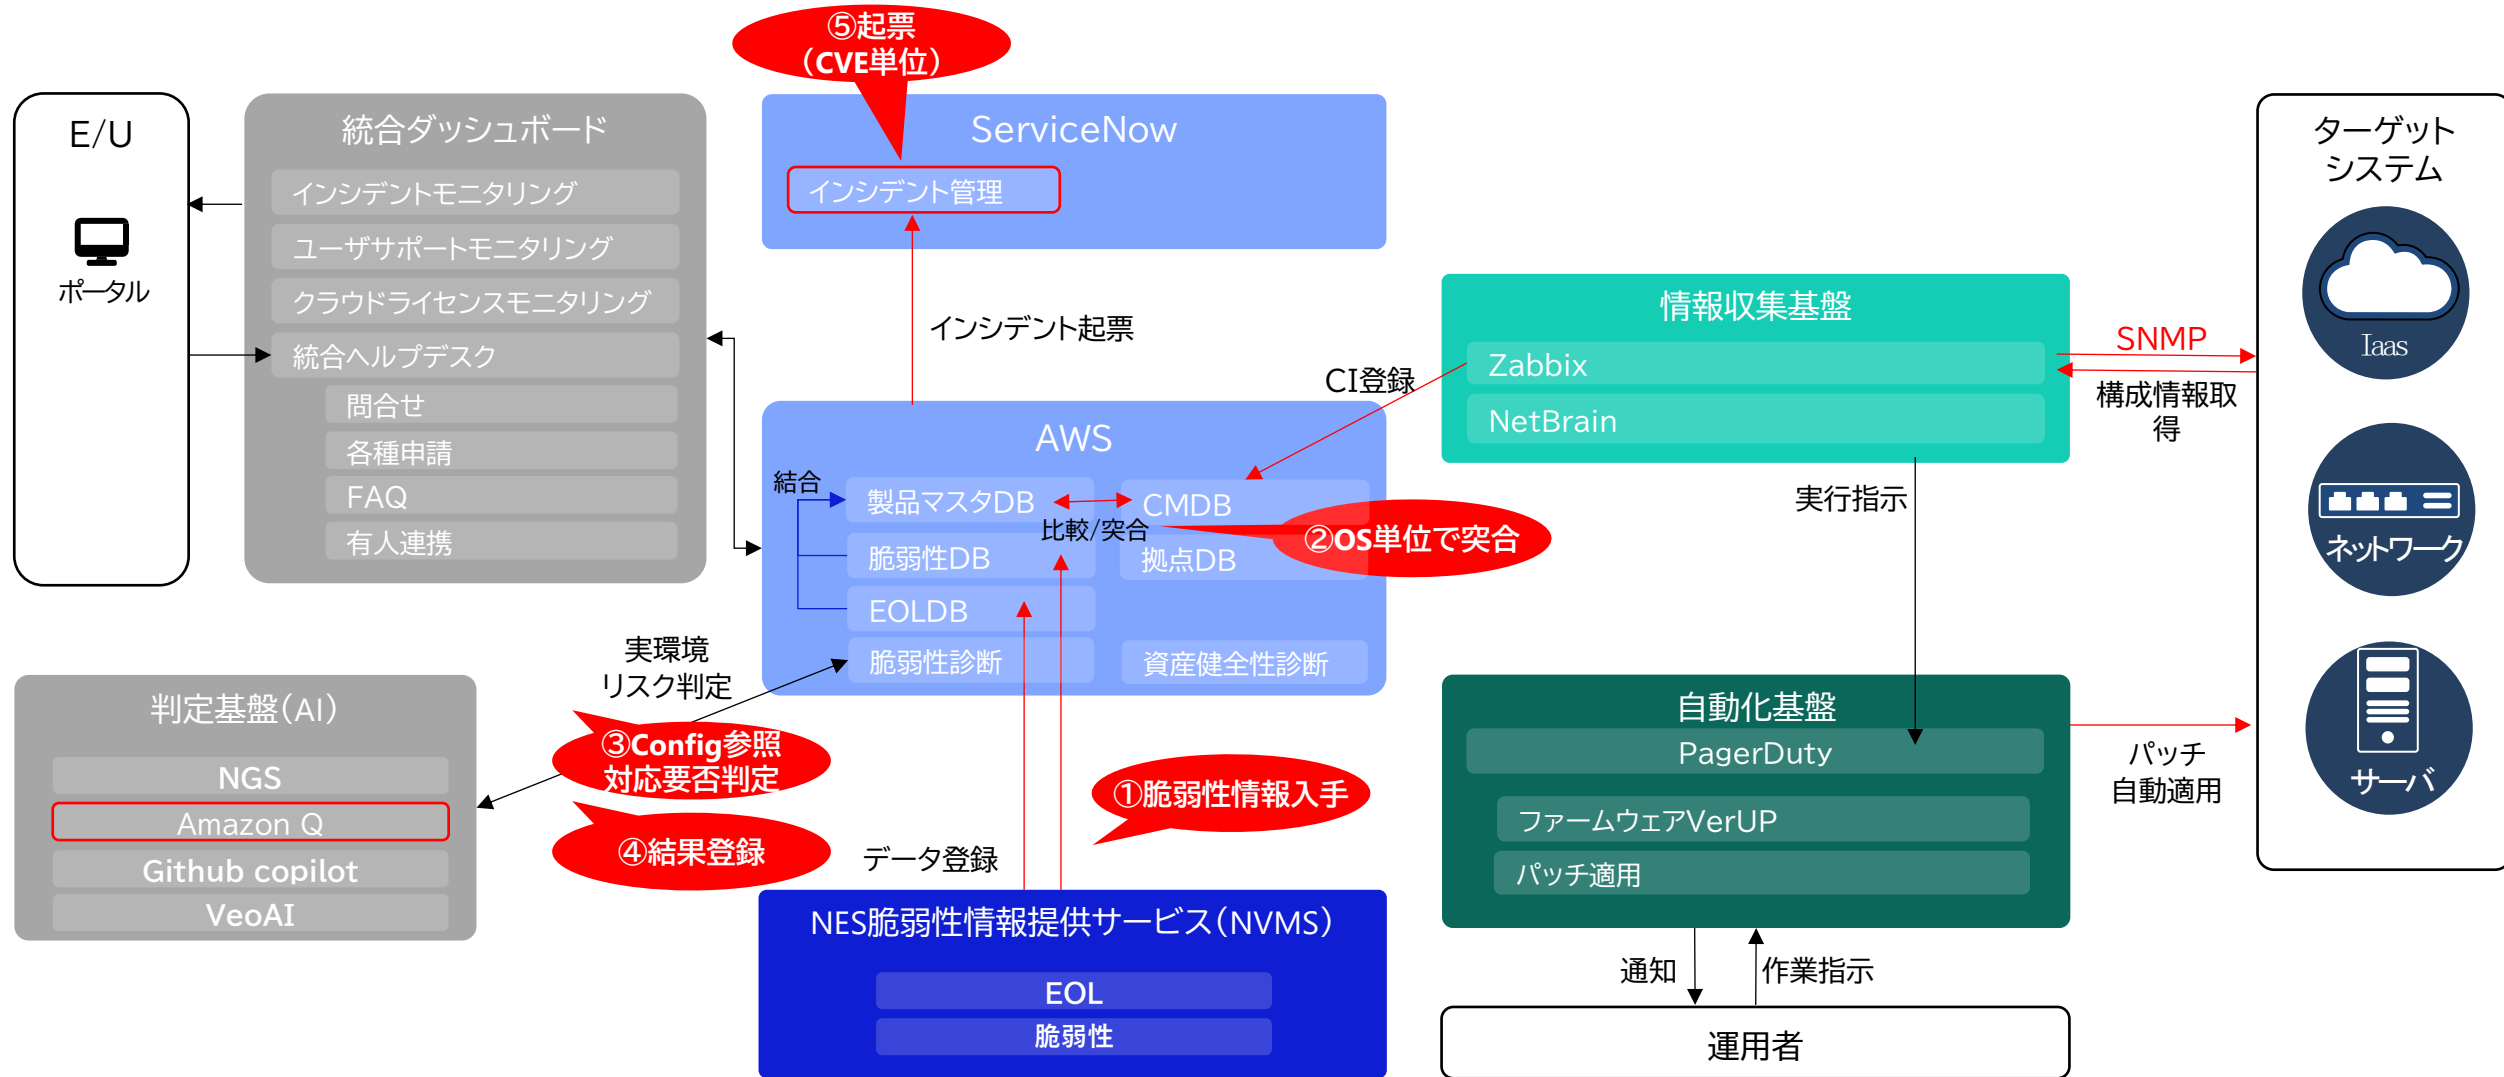 ⑤起票
（CVE単位）
E/U
ポータル
統合ダッシュボード
インシデントモニタリング
ユーザサポートモニタリング
クラウドライセンスモニタリング
統合ヘルプデスク
問合せ
各種申請
FAQ
有人連携
ServiceNow
インシデント管理
インシデント起票
AWS
結合
製品マスタDB
CMDB
比較/突合
②OS単位で突合
脆弱性DB
拠点DB
EOLDB
脆弱性診断
資産健全性診断
CI登録
情報収集基盤
Zabbix
NetBrain
SNMP
構成情報取
得
実行指示
ターゲット
システム
Iaas
ネットワーク
サーバ
実環境
リスク判定
判定基盤（AI）
NGS
Amazon Q
Github copilot
VeoAI
③Config参照
対応要否判定
④結果登録
①脆弱性情報入手
データ登録
NES脆弱性情報提供サービス（NVMS）
EOL
脆弱性
自動化基盤
PagerDuty
ファームウェアVerUP
パッチ適用
パッチ
自動適用
通知
作業指示
運用者